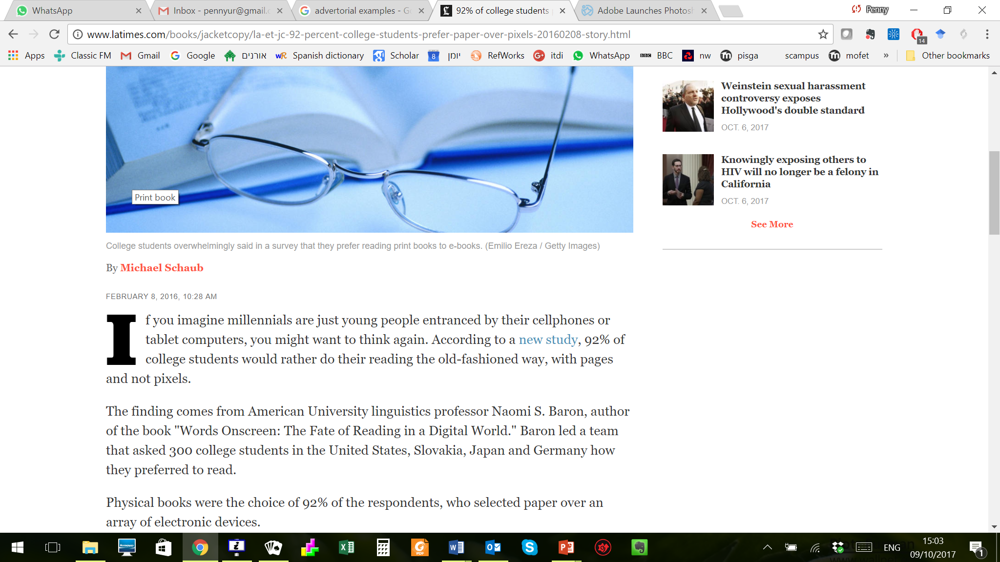 WhatsApp
Inbox - pennyur@gmail.c
advertorial examples - Go
92% of college students p
Adobe Launches Photosh
Penny
www.latimes.com/books/jacketcopy/la-et-jc-92-percent-college-students-prefer-paper-over-pixels-20160208-story.html
14
Apps
Classic FM
Gmail
Google
אורנים
Spanish dictionary
Scholar
8
יומן
RefWorks
itdi
WhatsApp
BBC
BBC
nw
pisga
scampus
mofet
»
Other bookmarks
Print book
College students overwhelmingly said in a survey that they prefer reading print books to e-books. (Emilio Ereza / Getty Images)
By Michael Schaub
FEBRUARY 8, 2016, 10:28 AM
If you imagine millennials are just young people entranced by their cellphones or
tablet computers, you might want to think again. According to a new study, 92% of
college students would rather do their reading the old-fashioned way, with pages
and not pixels.
The finding comes from American University linguistics professor Naomi S. Baron, author
of the book "Words Onscreen: The Fate of Reading in a Digital World." Baron led a team
that asked 300 college students in the United States, Slovakia, Japan and Germany how
they preferred to read.
Physical books were the choice of 92% of the respondents, who selected paper over an
array of electronic devices.
Weinstein sexual harassment
controversy exposes
Hollywood's double standard
OCT. 6, 2017
Knowingly exposing others to
HIV will no longer be a felony in
California
OCT. 6, 2017
See More
lenovo
PDF
ENG
15:03
09/10/2017
1